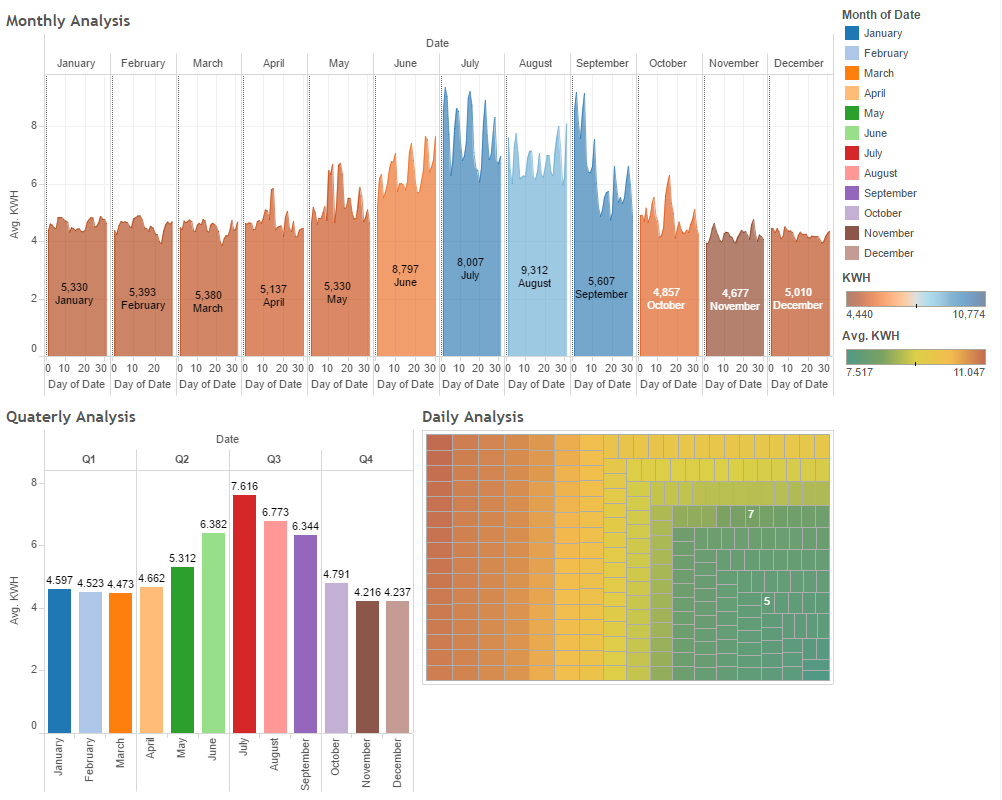 Monthly Analysis
Date
January February March April May June July August September October November December
8
6
4
2
0
Avg. KWH
5,330
January
5,393
February
5,380
March
5,137
April
5,330
May
8,797
June
8,007
July
9,312
August
5,607
September
4,857
October
4,677
November
5,010
December
0 10 20 30 0 10 20 0 10 20 30 0 10 20 30 0 10 20 30 0 10 20 30 0 10 20 30 0 10 20 30 0 10 20 30 0 10 20 30 0 10 20 30 0 10 20 30
Day of Date Day of Date Day of Date Day of Date Day of Date Day of Date Day of Date Day of Date Day of Date Day of Date Day of Date Day of Date
Month of Date
January
February
March
April
May
June
July
August
September
October
November
December
KWH
4,440 10,774
Avg. KWH
7.517 11.047
Quaterly Analysis
Date
Q1 Q2 Q3 Q4
8
6
4
2
0
Avg. KWH
4.597 4.523 4.473 4.662 5.312 6.382 7.616 6.773 6.344 4.791 4.216 4.237
January February March April May June July August September October November December
Daily Analysis
7
5